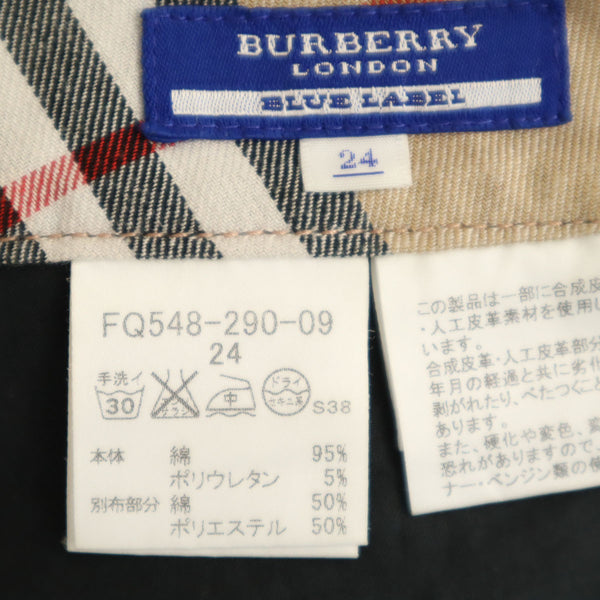 BURBERRY
LONDON
BLUE LABEL
24
FQ548-290-09
24
手洗イ
30
中
ドライ
セキユ系
S38
本体 綿 95%
ポリウレタン 5%
別布部分 綿 50%
ポリエステル 50%
この製品は一部に合成皮
・人工皮革素材を使用し
います。
合成皮革・人工皮革部分
年月の経過と共に劣化
剥がれたり、べたつくこと
あります。
また、硬化や変色、変
恐れがありますので、
ナー・ベンジン類の使